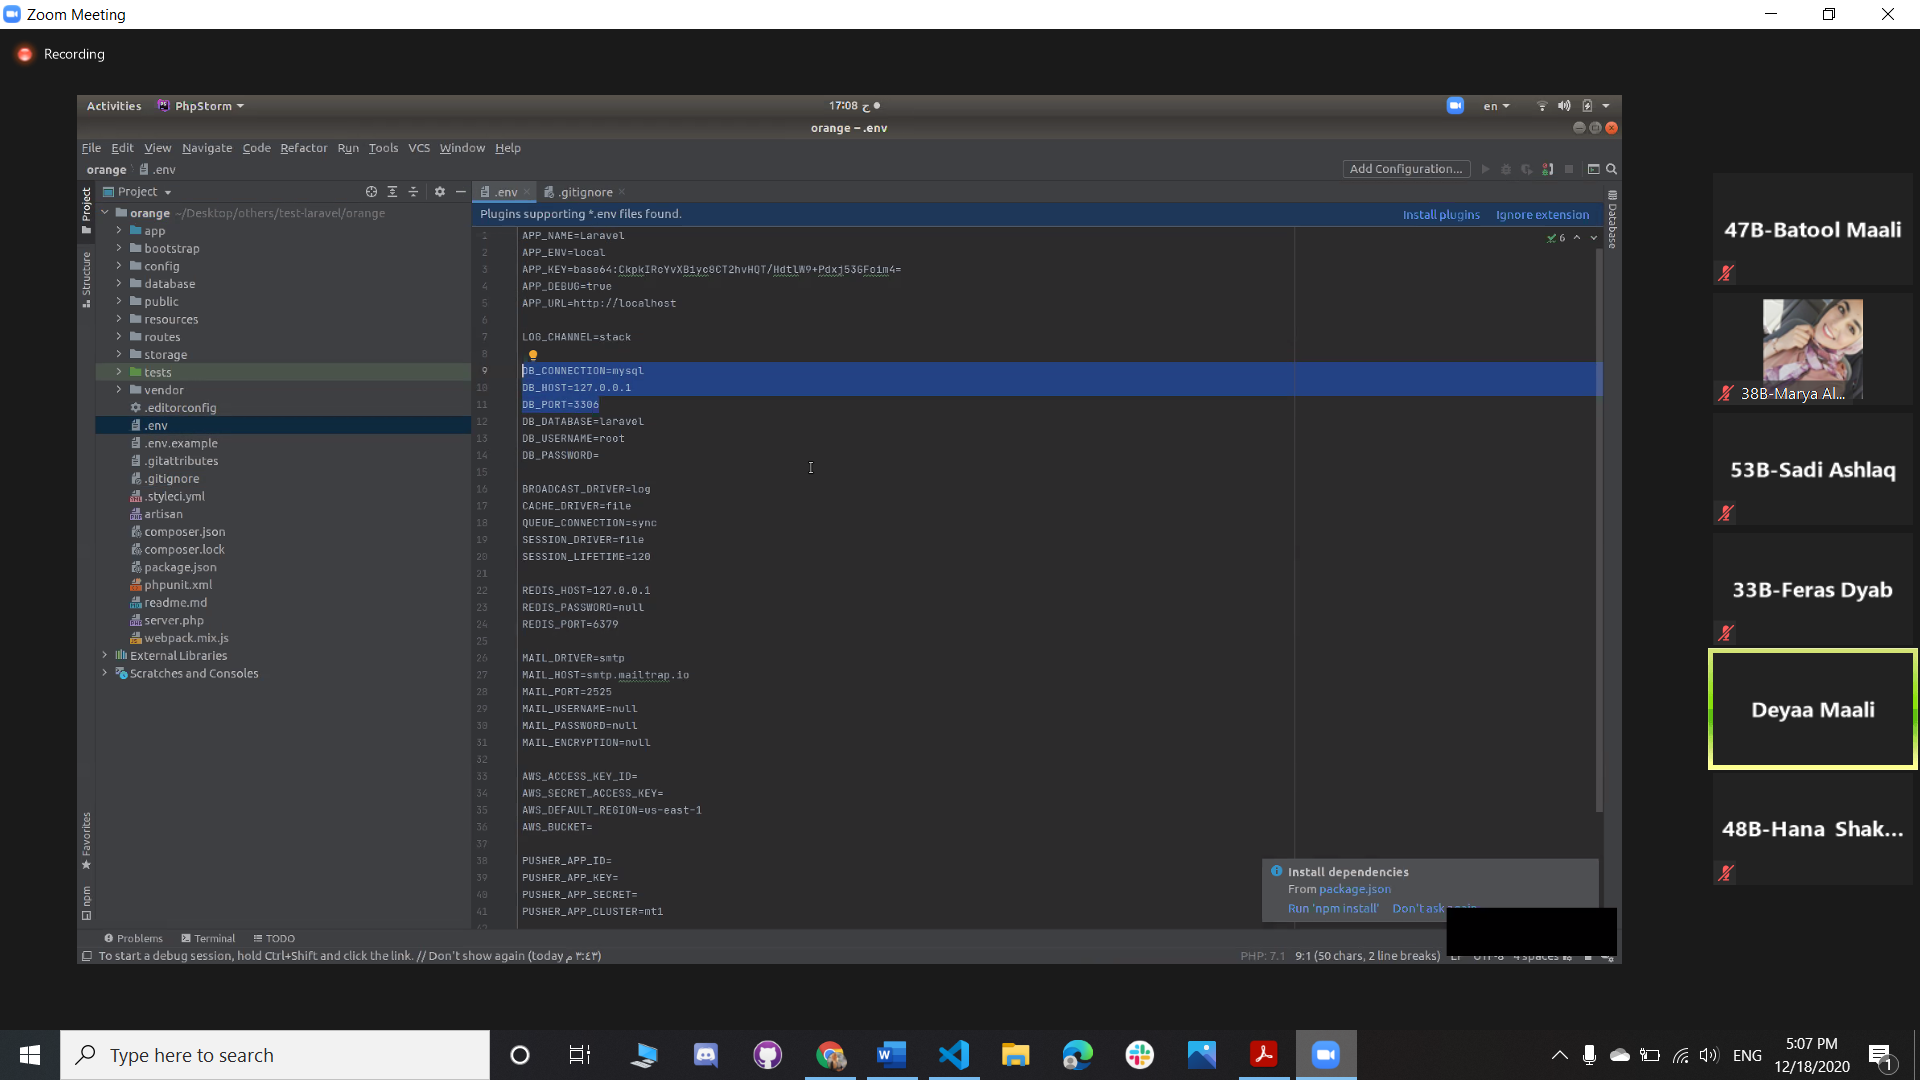 Zoom Meeting
Recording
Activities PhpStorm
17:08 ح
en
orange – .env
File Edit View Navigate Code Refactor Run Tools VCS Window Help
orange .env
Add Configuration...
Project
.env
.gitignore
Plugins supporting *.env files found.
Install plugins Ignore extension
Project
Structure
Favorites
npm
Database
orange ~/Desktop/others/test-laravel/orange
app
bootstrap
config
database
public
resources
routes
storage
tests
vendor
.editorconfig
.env
.env.example
.gitattributes
.gitignore
.styleci.yml
artisan
composer.json
composer.lock
package.json
phpunit.xml
readme.md
server.php
webpack.mix.js
External Libraries
Scratches and Consoles
6
1 APP_NAME=Laravel
2 APP_ENV=local
3 APP_KEY=base64:
4 APP_DEBUG=true
5 APP_URL=http://localhost
6
7 LOG_CHANNEL=stack
8
9 DB_CONNECTION=mysql
10 DB_HOST=127.0.0.1
11 DB_PORT=3306
12 DB_DATABASE=laravel
13 DB_USERNAME=root
14 DB_PASSWORD=
15
16 BROADCAST_DRIVER=log
17 CACHE_DRIVER=file
18 QUEUE_CONNECTION=sync
19 SESSION_DRIVER=file
20 SESSION_LIFETIME=120
21
22 REDIS_HOST=127.0.0.1
23 REDIS_PASSWORD=null
24 REDIS_PORT=6379
25
26 MAIL_DRIVER=smtp
27 MAIL_HOST=smtp.mailtrap.io
28 MAIL_PORT=2525
29 MAIL_USERNAME=null
30 MAIL_PASSWORD=null
31 MAIL_ENCRYPTION=null
32
33 AWS_ACCESS_KEY_ID=
34 AWS_SECRET_ACCESS_KEY=
35 AWS_DEFAULT_REGION=us-east-1
36 AWS_BUCKET=
37
38 PUSHER_APP_ID=
39 PUSHER_APP_KEY=
40 PUSHER_APP_SECRET=
41 PUSHER_APP_CLUSTER=mt1
Install dependencies
From package.json
Run 'npm install' Don't ask
Problems Terminal TODO
To start a debug session, hold Ctrl+Shift and click the link. // Don't show again (today ٣:٤٣ م)
PHP: 7.1 9:1 (50 chars, 2 line breaks) LF UTF-8 4 spaces
47B-Batool Maali
38B-Marya Al...
53B-Sadi Ashlaq
33B-Feras Dyab
Deyaa Maali
48B-Hana Shak...
Type here to search
ENG
5:07 PM
12/18/2020
1